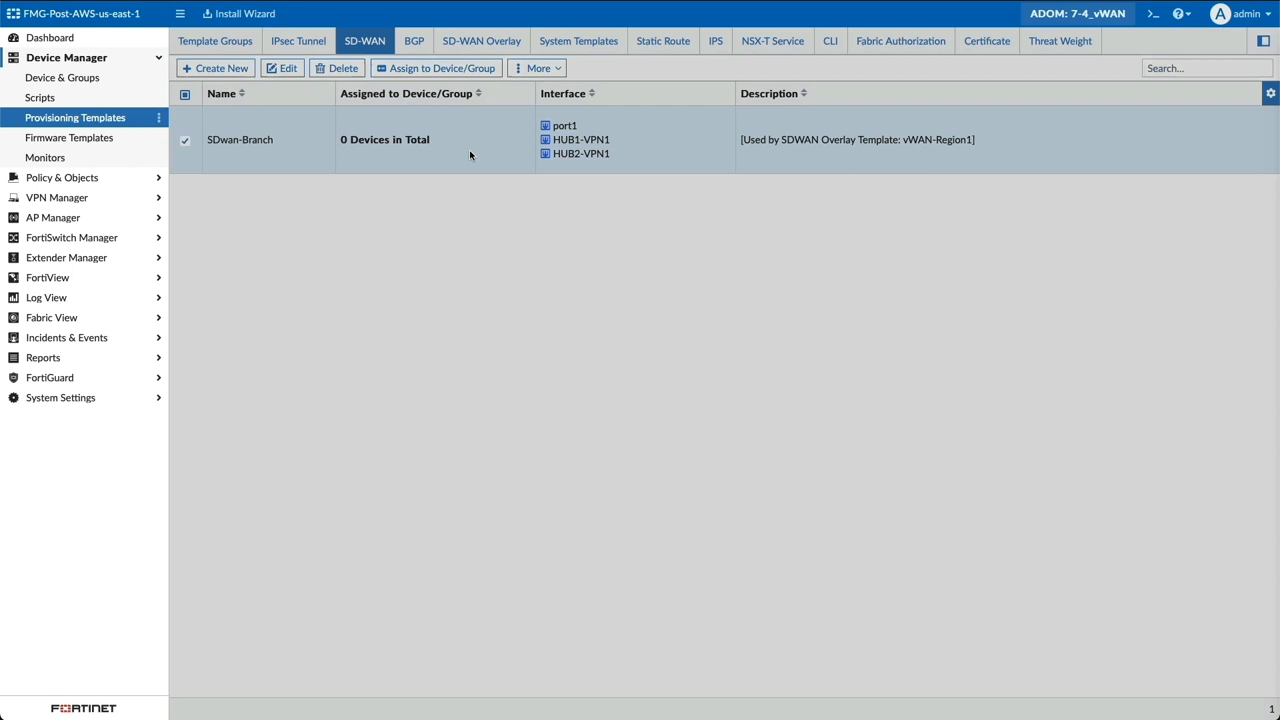 FMG-Post-AWS-us-east-1
Install Wizard
ADOM: 7-4_vWAN
A admin
Dashboard
Device Manager
Device & Groups
Scripts
Provisioning Templates
Firmware Templates
Monitors
Policy & Objects
VPN Manager
AP Manager
FortiSwitch Manager
Extender Manager
FortiView
Log View
Fabric View
Incidents & Events
Reports
FortiGuard
System Settings
FORTINET
Template Groups
IPsec Tunnel
SD-WAN
BGP
SD-WAN Overlay
System Templates
Static Route
IPS
NSX-T Service
CLI
Fabric Authorization
Certificate
Threat Weight
+ Create New
Edit
Delete
Assign to Device/Group
More
Search...
Name
Assigned to Device/Group
Interface
Description
SDwan-Branch
0 Devices in Total
port1
HUB1-VPN1
HUB2-VPN1
[Used by SDWAN Overlay Template: vWAN-Region1]
1